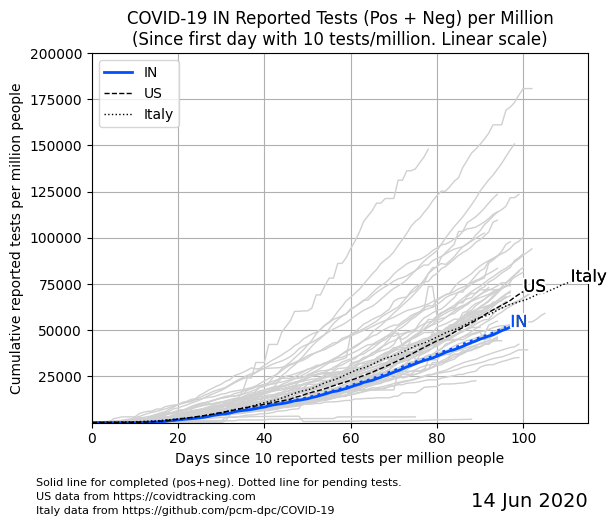 COVID-19 IN Reported Tests (Pos + Neg) per Million
(Since first day with 10 tests/million. Linear scale)
Cumulative reported tests per million people
200000
175000
150000
125000
100000
75000
50000
25000
IN
US
Italy
Italy
US
IN
0
20
40
60
80
100
Days since 10 reported tests per million people
Solid line for completed (pos+neg). Dotted line for pending tests.
US data from https://covidtracking.com
Italy data from https://github.com/pcm-dpc/COVID-19
14 Jun 2020